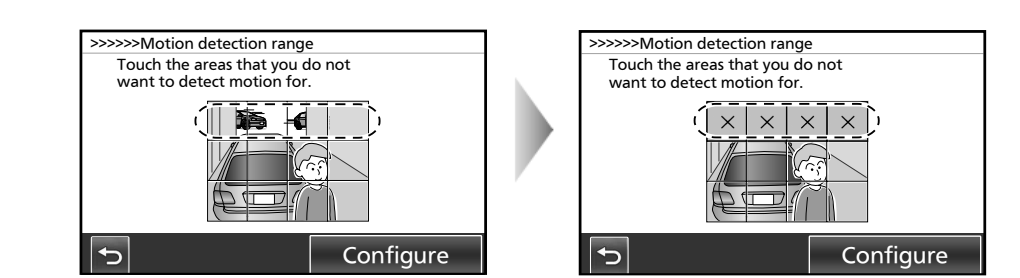 >>>>>>Motion detection range
Touch the areas that you do not
want to detect motion for.
Configure
>>>>>>Motion detection range
Touch the areas that you do not
want to detect motion for.
Configure